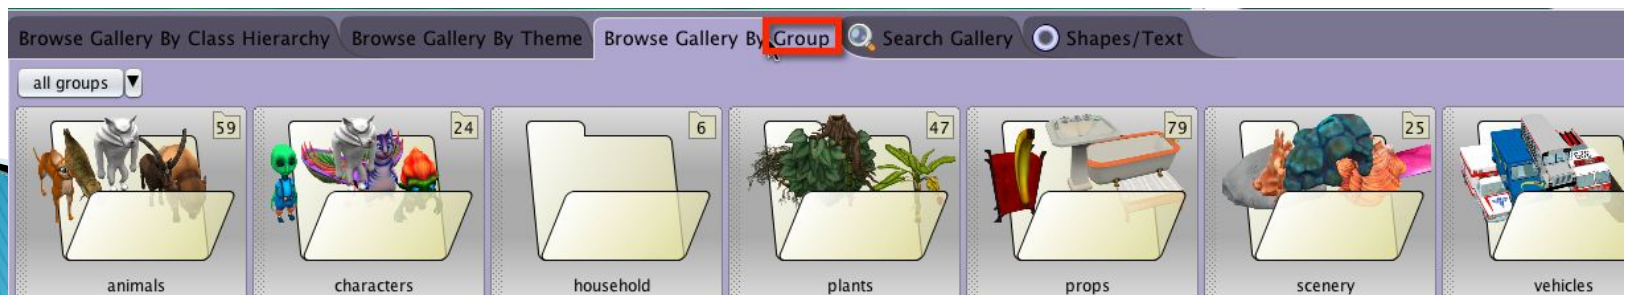 Browse Gallery By Class Hierarchy Browse Gallery By Theme Browse Gallery By Group Search Gallery Shapes/Text
all groups
59 24 6 47 79 25
animals characters household plants props scenery vehicles